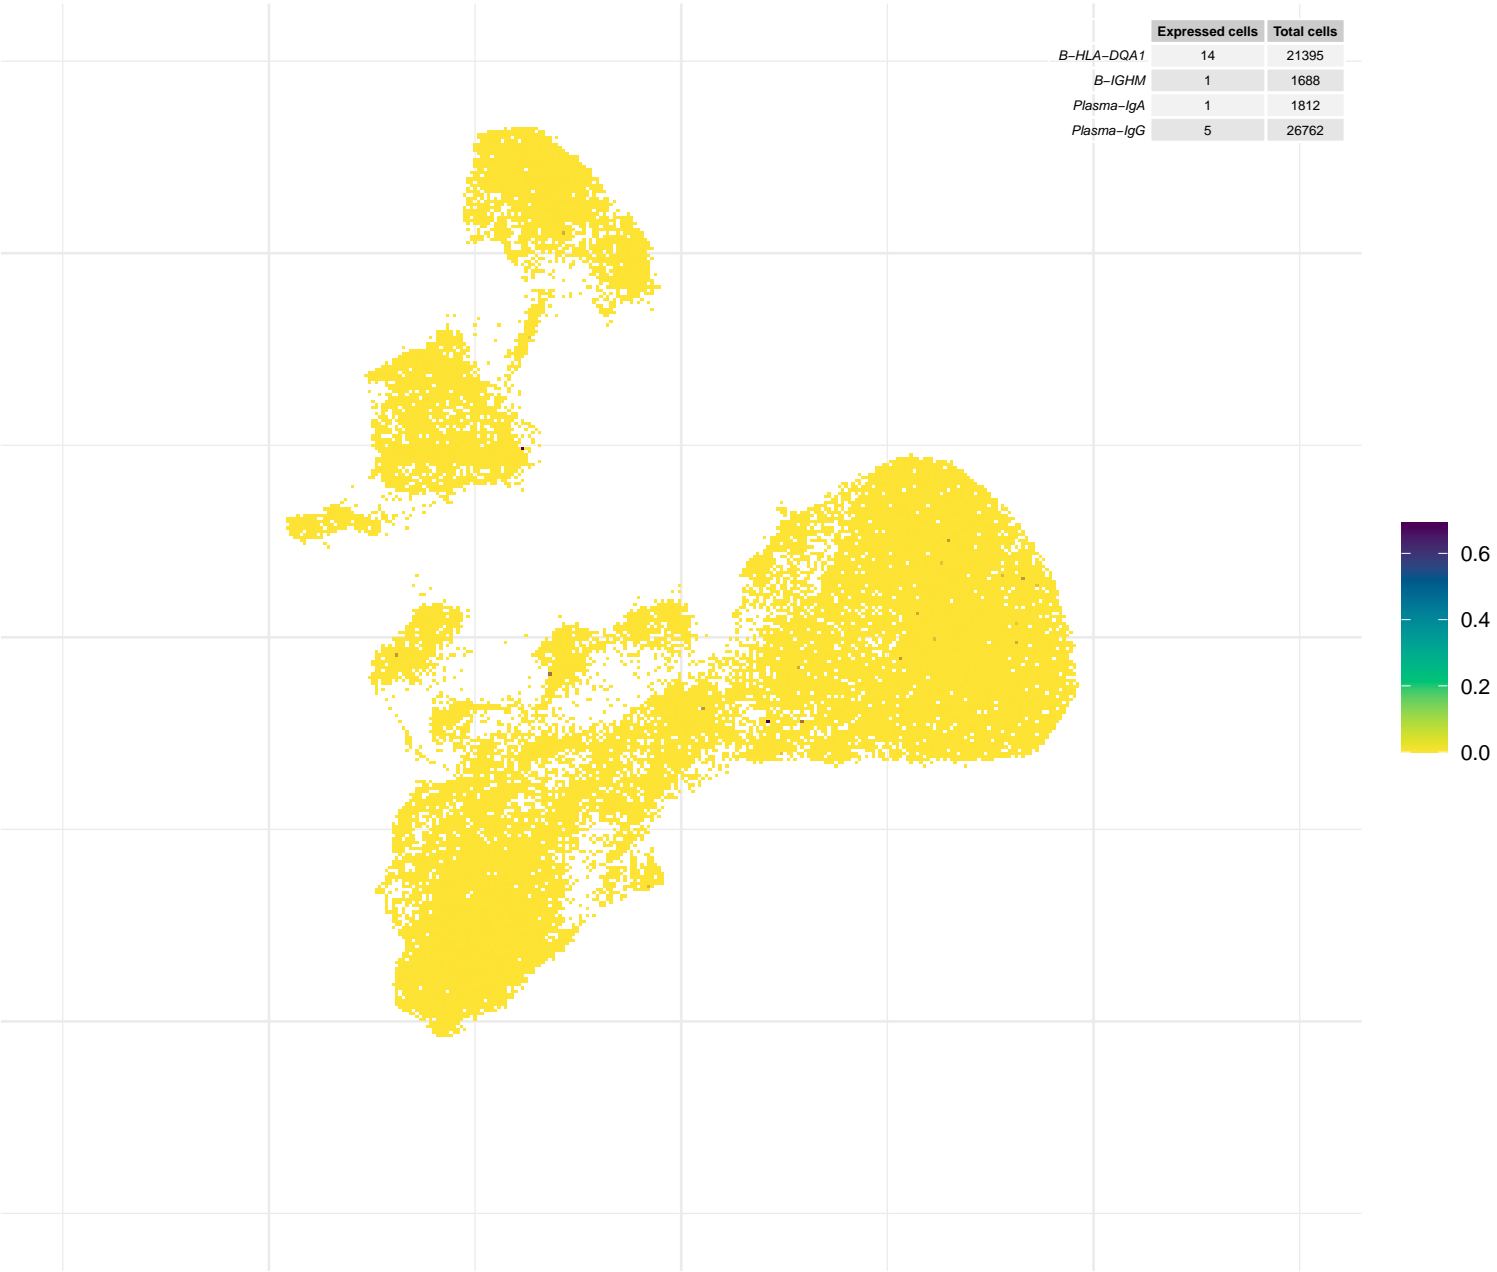 Expressed cells Total cells
B−HLA−DQA1 14 21395
B−IGHM 1 1688
Plasma−IgA 1 1812
Plasma−IgG 5 26762
0.6
0.4
0.2
0.0